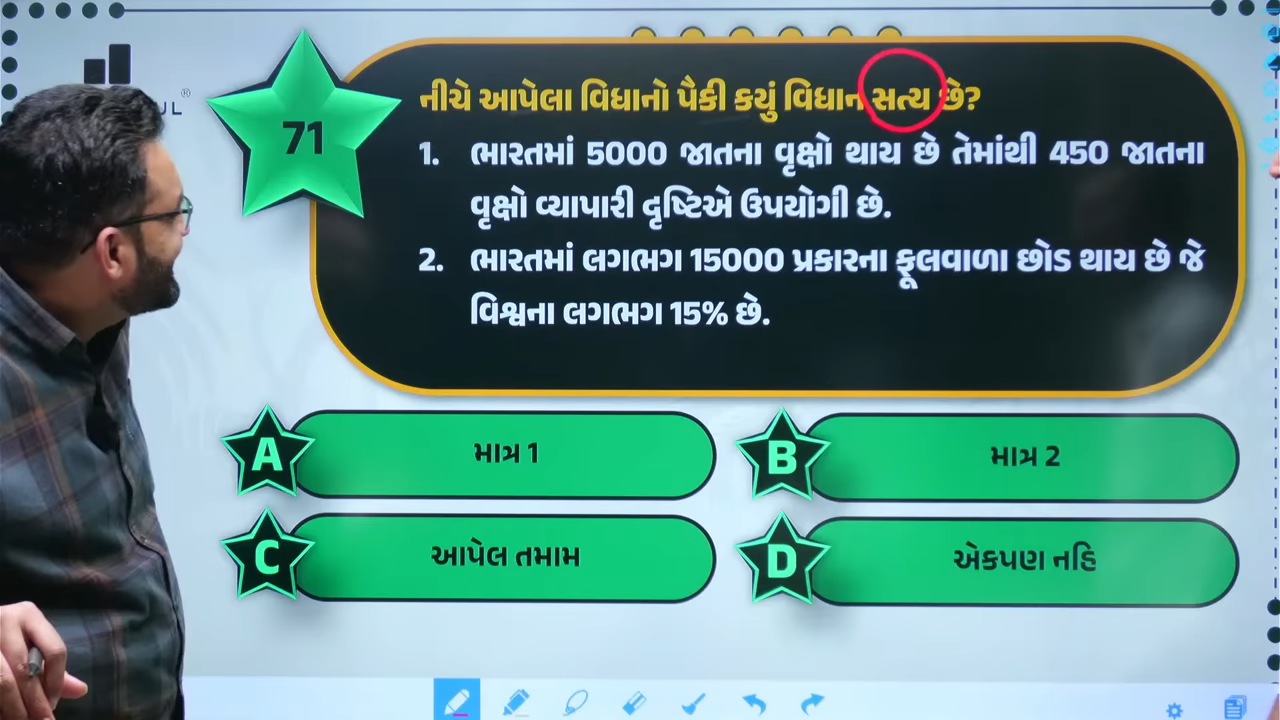 UL®
71
નીચે આપેલા વિધાનો પૈકી કયું વિધાન સત્ય છે?
1. ભારતમાં 5000 જાતના વૃક્ષો થાય છે તેમાંથી 450 જાતના
વૃક્ષો વ્યાપારી દૃષ્ટિએ ઉપયોગી છે.
2. ભારતમાં લગભગ 15000 પ્રકારના ફૂલવાળા છોડ થાય છે જે
વિશ્વના લગભગ 15% છે.
A માત્ર 1
B માત્ર 2
C આપેલ તમામ
D એકપણ નહિ